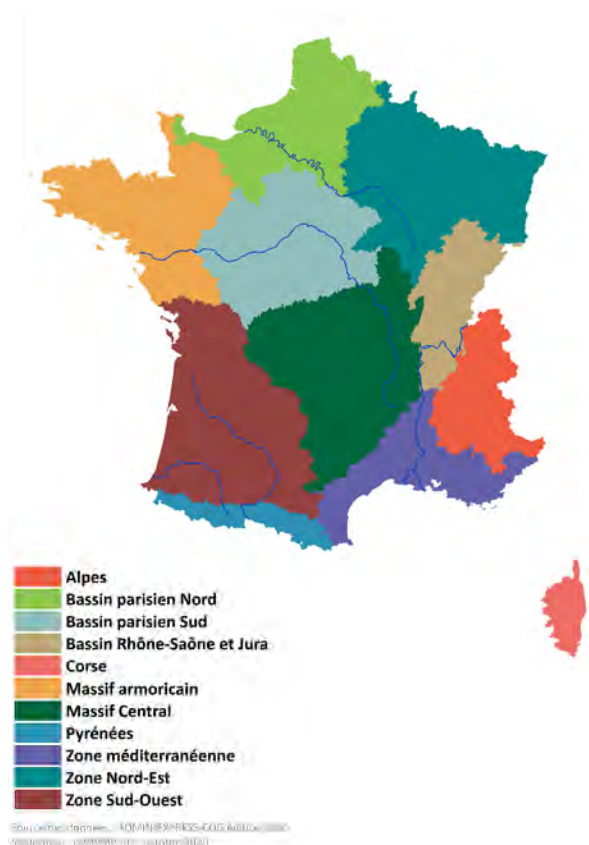 Alpes
Bassin parisien Nord
Bassin parisien Sud
Bassin Rhône-Saône et Jura
Corse
Massif armoricain
Massif Central
Pyrénées
Zone méditerranéenne
Zone Nord-Est
Zone Sud-Ouest